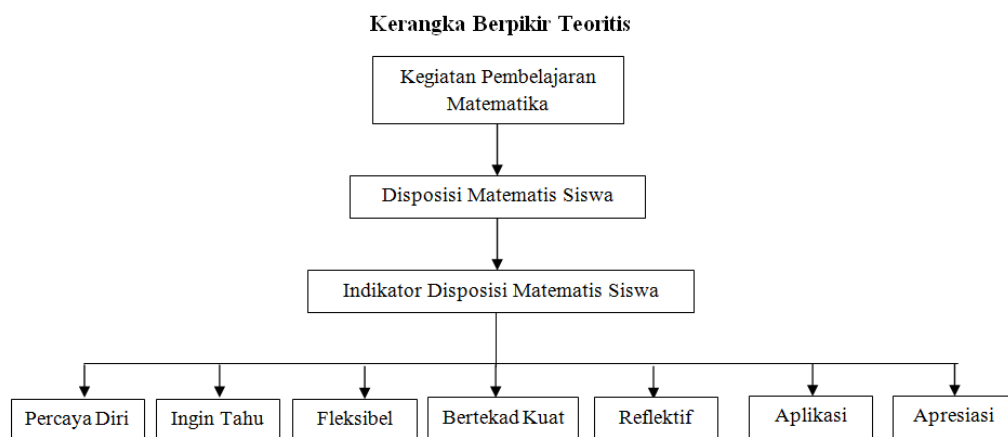 Kerangka Berpikir Teoritis
Kegiatan Pembelajaran
Matematika
Disposisi Matematis Siswa
Indikator Disposisi Matematis Siswa
Percaya Diri
Ingin Tahu
Fleksibel
Bertekad Kuat
Reflektif
Aplikasi
Apresiasi